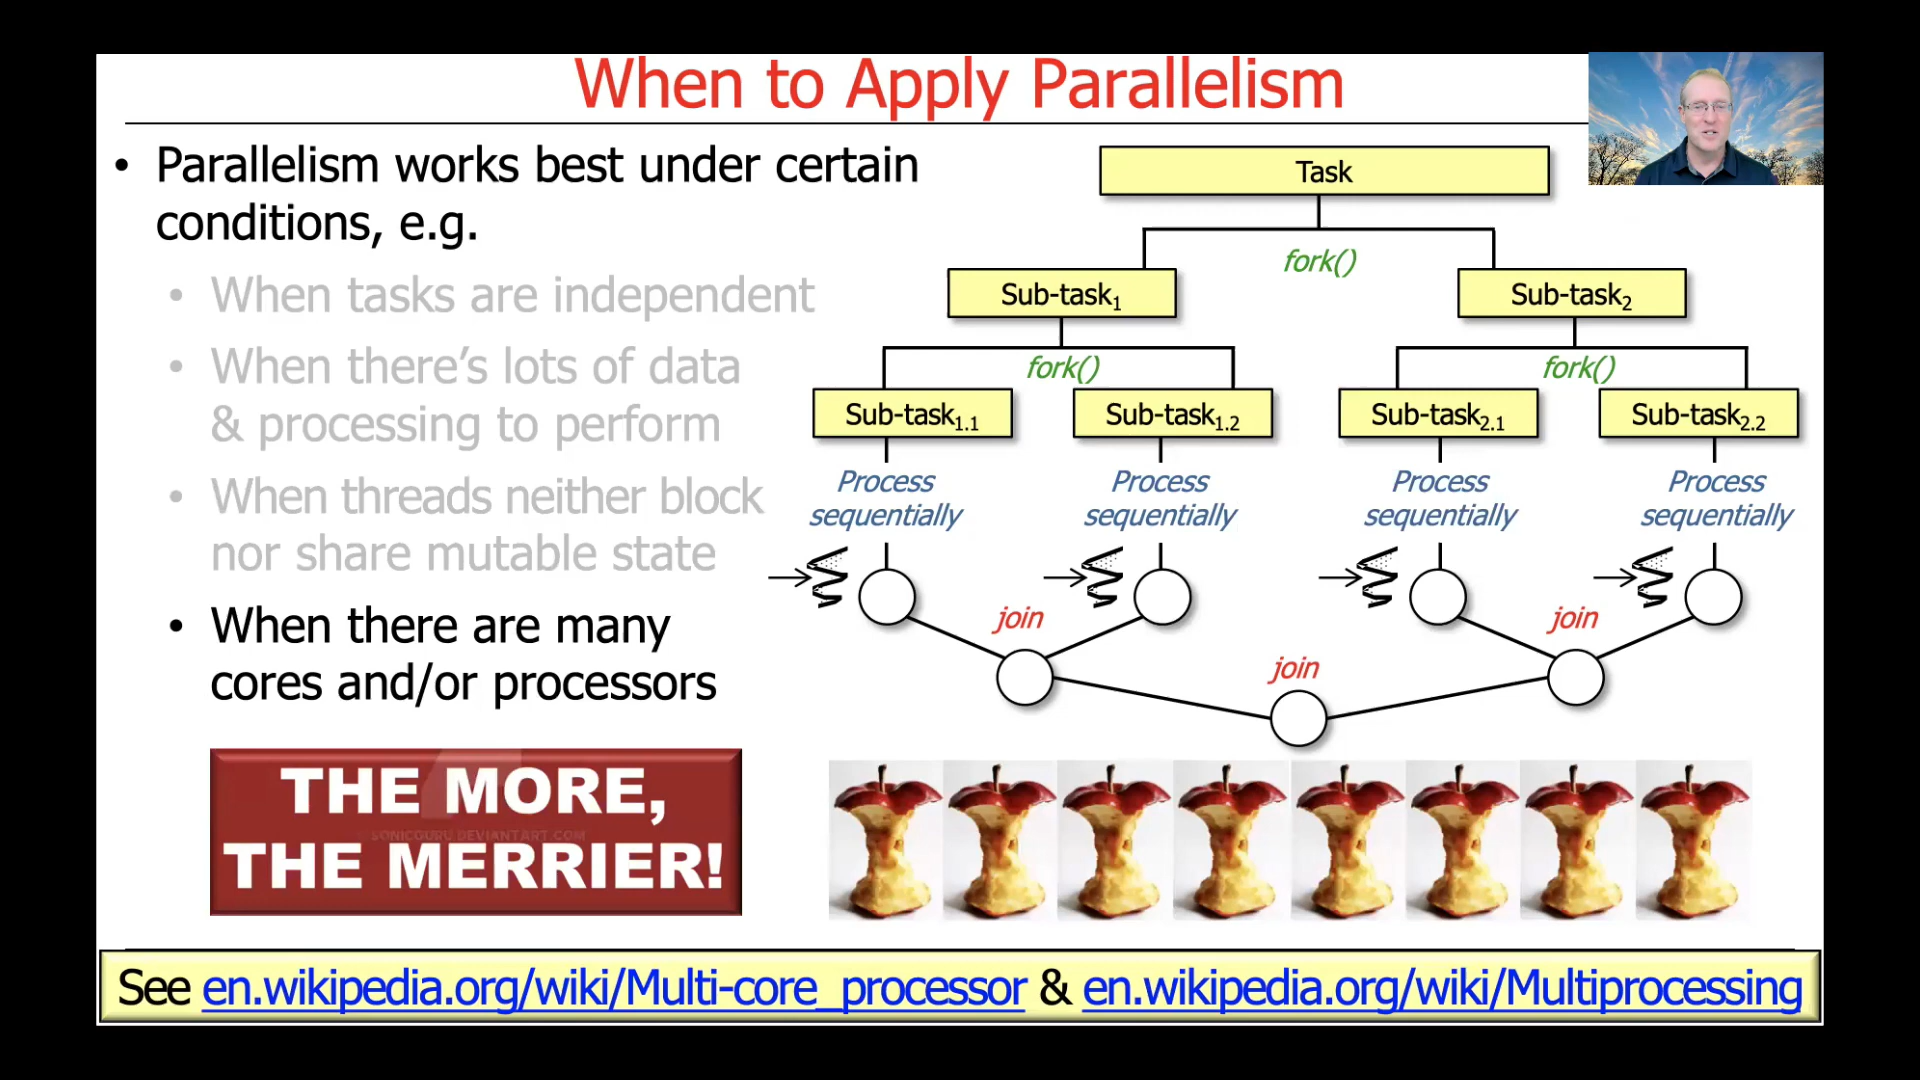 When to Apply Parallelism
• Parallelism works best under certain
conditions, e.g.
• When tasks are independent
• When there's lots of data
& processing to perform
• When threads neither block
nor share mutable state
• When there are many
cores and/or processors
THE MORE,
SONICGURU.DEVIANTART.COM
THE MERRIER!
Task
fork()
Sub-task1
Sub-task2
fork()
fork()
Sub-task1.1
Sub-task1.2
Sub-task2.1
Sub-task2.2
Process
sequentially
Process
sequentially
Process
sequentially
Process
sequentially
join
join
join
See en.wikipedia.org/wiki/Multi-core_processor & en.wikipedia.org/wiki/Multiprocessing